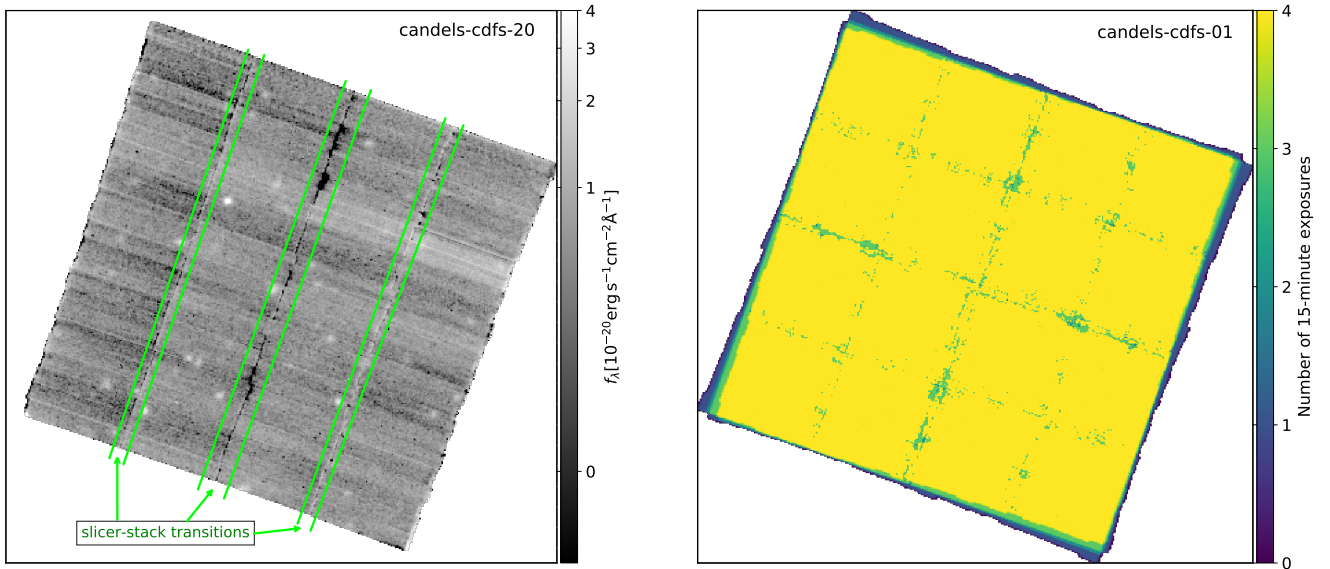 candels-cdfs-20
slicer-stack transitions
4
3
2
1
0
fλ[10⁻²⁰erg s⁻¹cm⁻²Å⁻¹]
candels-cdfs-01
4
3
2
1
0
Number of 15-minute exposures